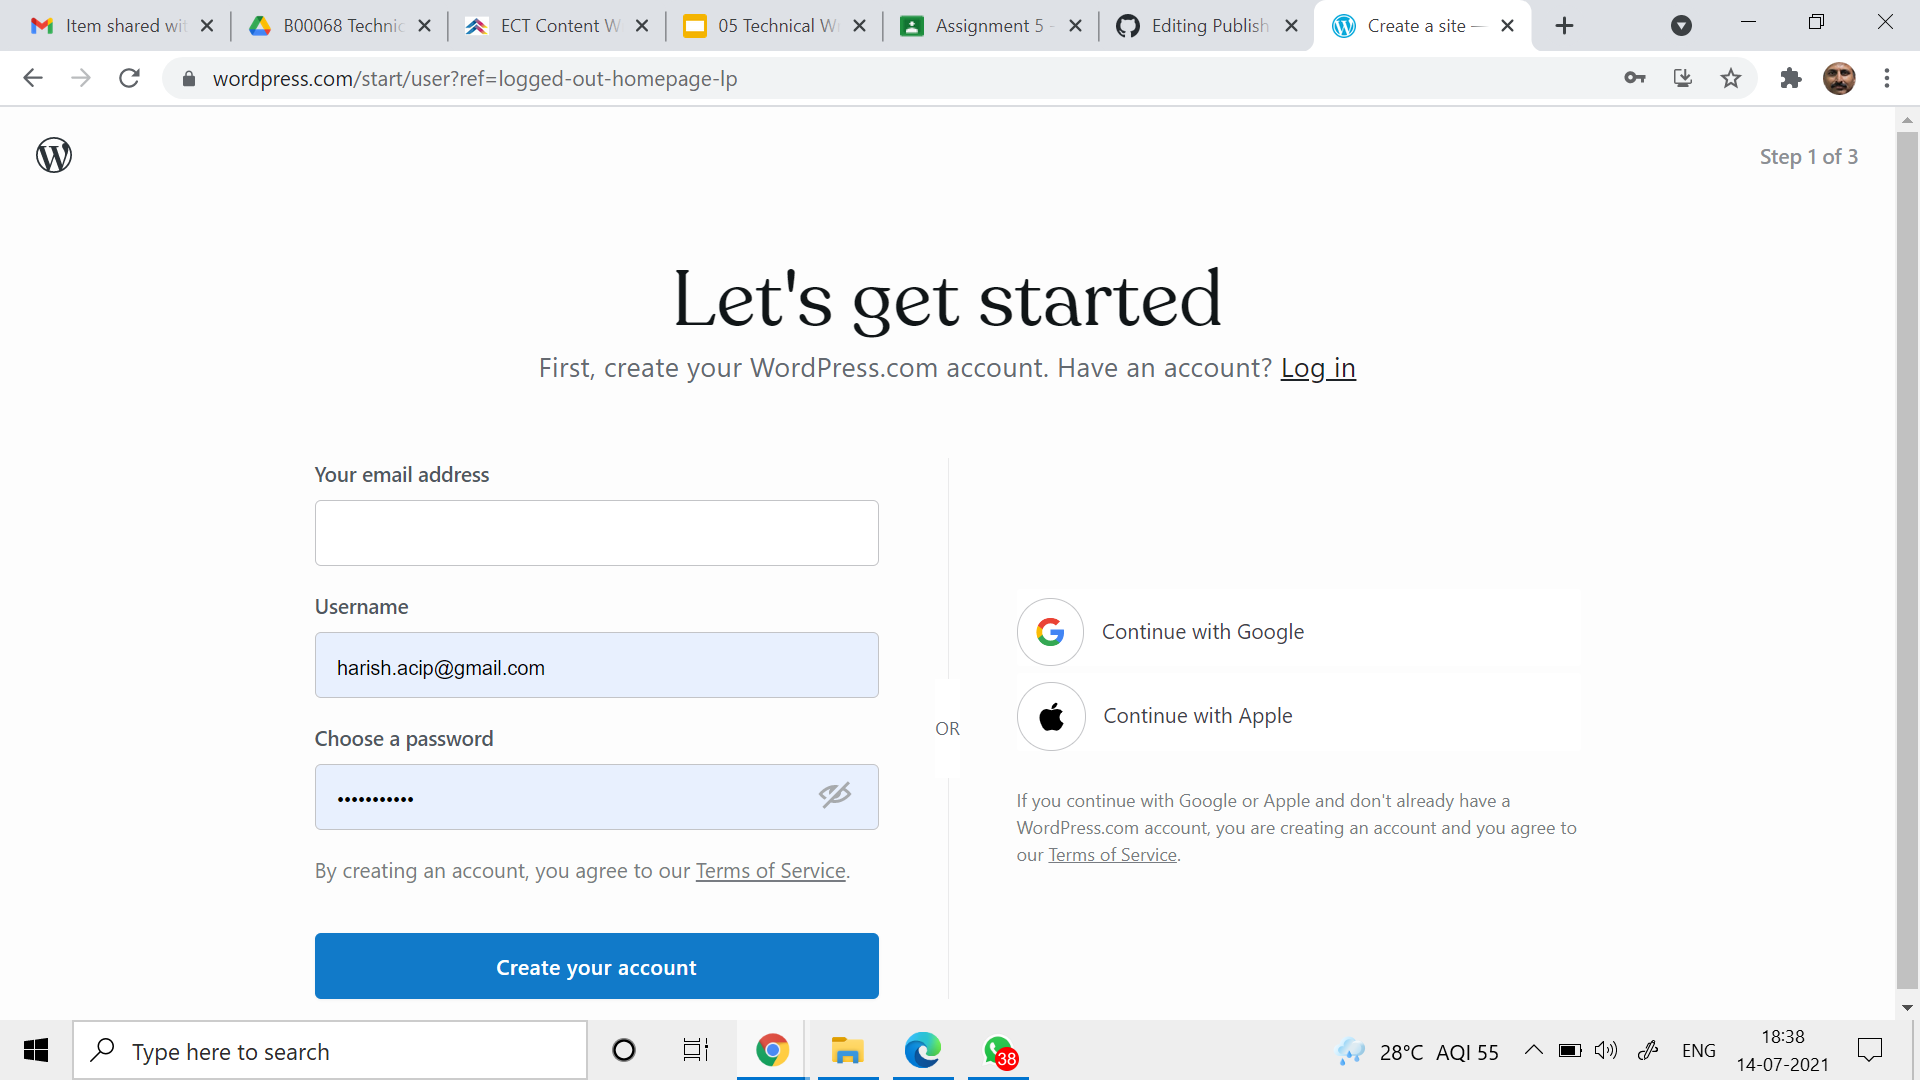 Item shared wit
B00068 Technic
ECT Content W
05 Technical Wr
Assignment 5 -
Editing Publish
Create a site —
wordpress.com/start/user?ref=logged-out-homepage-lp
Step 1 of 3
Let's get started
First, create your WordPress.com account. Have an account? Log in
Your email address
Username
harish.acip@gmail.com
Choose a password
•••••••••••
By creating an account, you agree to our Terms of Service.
Create your account
OR
Continue with Google
Continue with Apple
If you continue with Google or Apple and don't already have a
WordPress.com account, you are creating an account and you agree to
our Terms of Service.
Type here to search
38
28°C AQI 55
ENG
18:38
14-07-2021